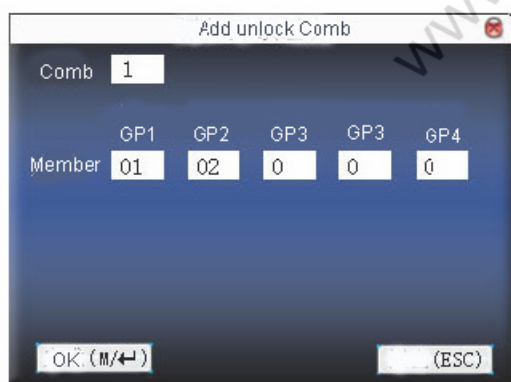 Add unlock Comb
Comb 1
GP1 GP2 GP3 GP3 GP4
Member 01 02 0 0 0
OK (M/↵) (ESC)